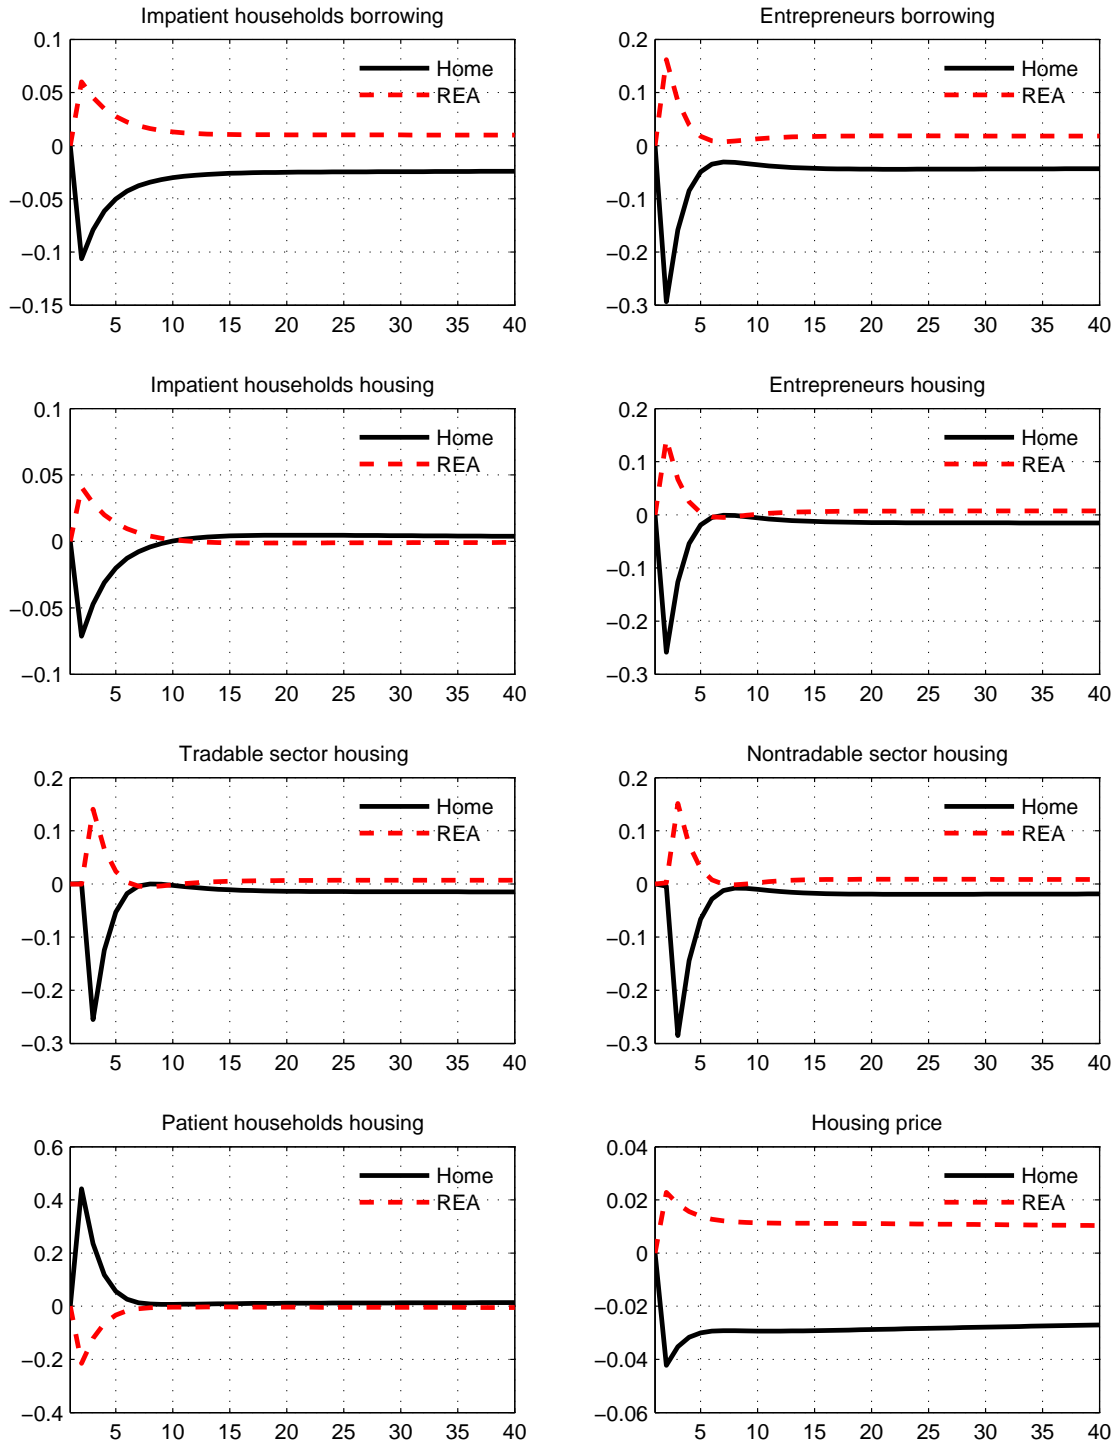 Impatient households borrowing
0.1
0.05
0
−0.05
−0.1
−0.15
5 10 15 20 25 30 35 40
Home
REA
Entrepreneurs borrowing
0.2
0.1
0
−0.1
−0.2
−0.3
5 10 15 20 25 30 35 40
Home
REA
Impatient households housing
0.1
0.05
0
−0.05
−0.1
5 10 15 20 25 30 35 40
Home
REA
Entrepreneurs housing
0.2
0.1
0
−0.1
−0.2
−0.3
5 10 15 20 25 30 35 40
Home
REA
Tradable sector housing
0.2
0.1
0
−0.1
−0.2
−0.3
5 10 15 20 25 30 35 40
Home
REA
Nontradable sector housing
0.2
0.1
0
−0.1
−0.2
−0.3
5 10 15 20 25 30 35 40
Home
REA
Patient households housing
0.6
0.4
0.2
0
−0.2
−0.4
5 10 15 20 25 30 35 40
Home
REA
Housing price
0.04
0.02
0
−0.02
−0.04
−0.06
5 10 15 20 25 30 35 40
Home
REA